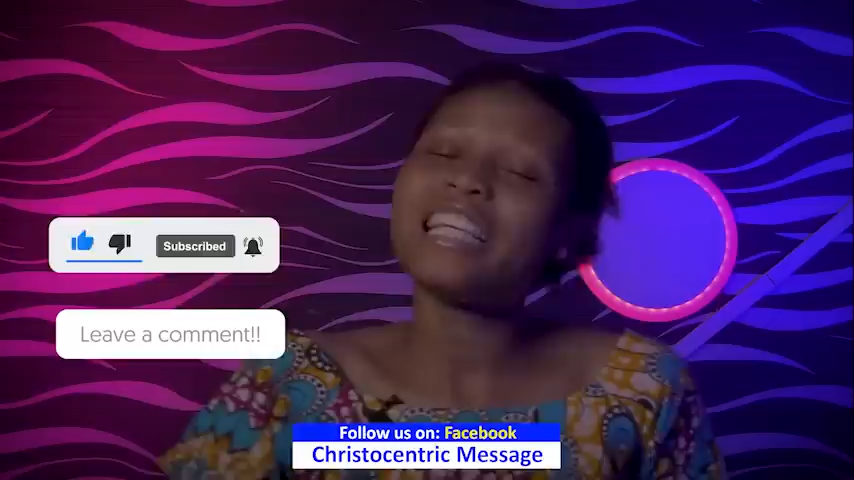 Subscribed
Leave a comment!!
Follow us on: Facebook
Christocentric Message